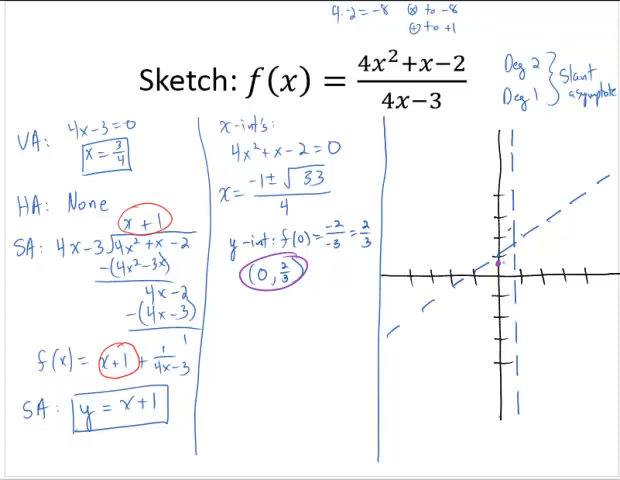 4·-2=-8 ⊗ to -8
⊕ to +1
Sketch: f(x) = (4x²+x−2)/(4x−3)
Deg 2
Deg 1
Slant asymptote
VA: 4x-3=0
x = 3/4
HA: None
x+1
SA: 4x-3)4x²+x-2
-(4x²-3x)
4x-2
-(4x-3)
1
f(x) = x+1 + 1/(4x-3)
SA: y = x+1
x-int's:
4x²+x-2=0
x = (-1±√33)/4
y-int: f(0) = -2/-3 = 2/3
(0, 2/3)